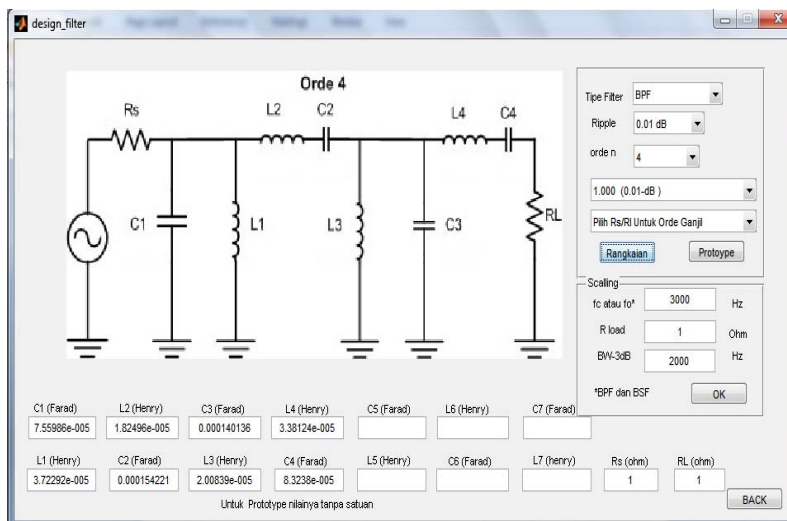 design_filter
Orde 4
Rs
L2
C2
L4
C4
C1
L1
L3
C3
RL
Tipe Filter
BPF
Ripple
0.01 dB
orde n
4
1.000 (0.01-dB )
Pilih Rs/Rl Untuk Orde Ganjil
Rangkaian
Protoype
Scaling
fc atau fo*
3000
Hz
R load
1
Ohm
BW-3dB
2000
Hz
*BPF dan BSF
OK
C1 (Farad)
L2 (Henry)
C3 (Farad)
L4 (Henry)
C5 (Farad)
L6 (Henry)
C7 (Farad)
7.55986e-005
1.82496e-005
0.000140136
3.38124e-005
L1 (Henry)
C2 (Farad)
L3 (Henry)
C4 (Farad)
L5 (Henry)
C6 (Farad)
L7 (henry)
Rs (ohm)
RL (ohm)
3.72292e-005
0.000154221
2.00839e-005
8.3238e-005
1
1
Untuk Prototype nilainya tanpa satuan
BACK